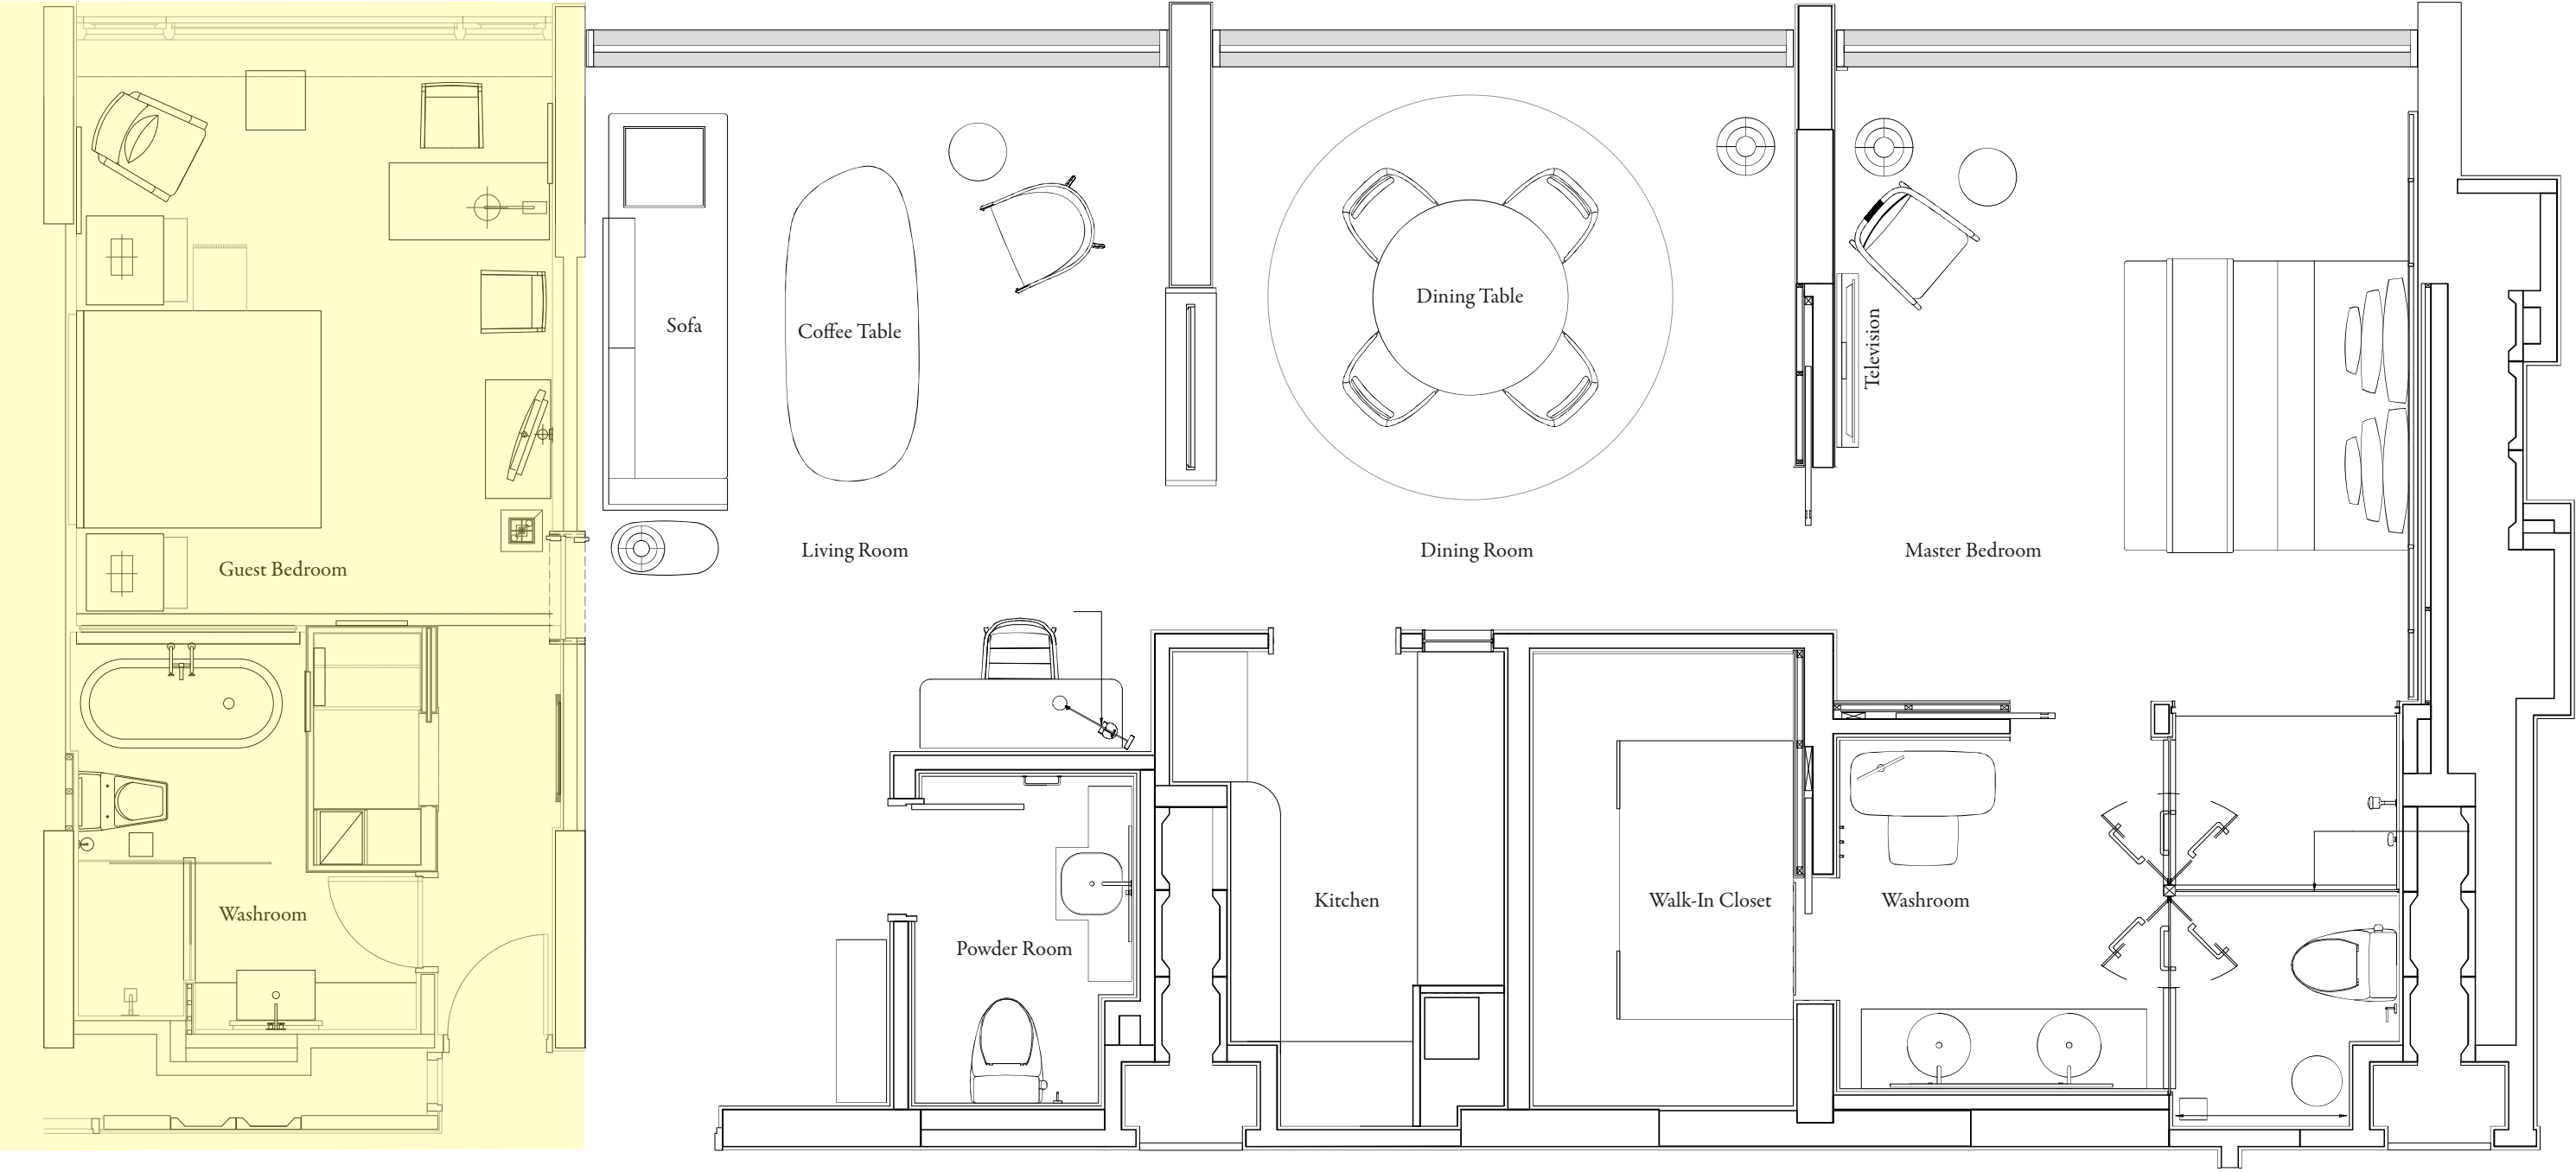 Sofa
Coffee Table
Dining Table
Television
Guest Bedroom
Living Room
Dining Room
Master Bedroom
Washroom
Powder Room
Kitchen
Walk-In Closet
Washroom